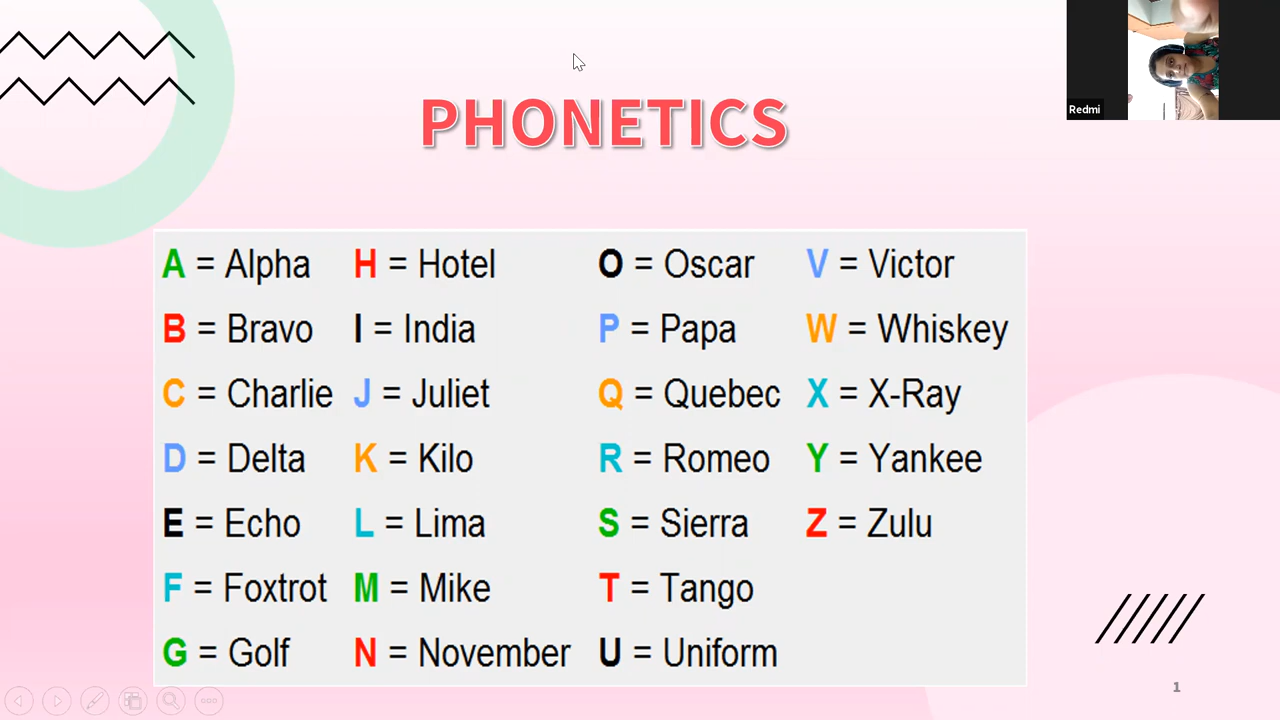 PHONETICS
Redmi
A = Alpha H = Hotel O = Oscar V = Victor
B = Bravo I = India P = Papa W = Whiskey
C = Charlie J = Juliet Q = Quebec X = X-Ray
D = Delta K = Kilo R = Romeo Y = Yankee
E = Echo L = Lima S = Sierra Z = Zulu
F = Foxtrot M = Mike T = Tango
G = Golf N = November U = Uniform
1